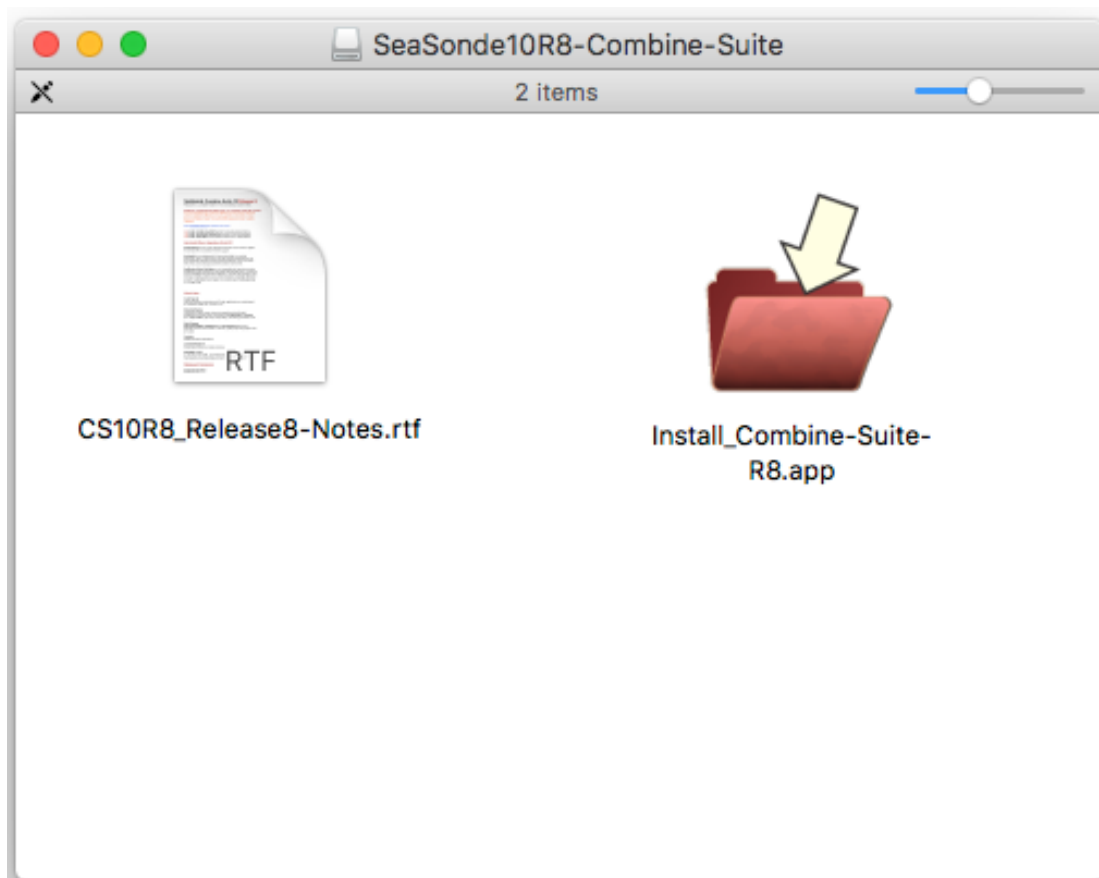 SeaSonde10R8-Combine-Suite
2 items
RTF
CS10R8_Release8-Notes.rtf
Install_Combine-Suite-
R8.app